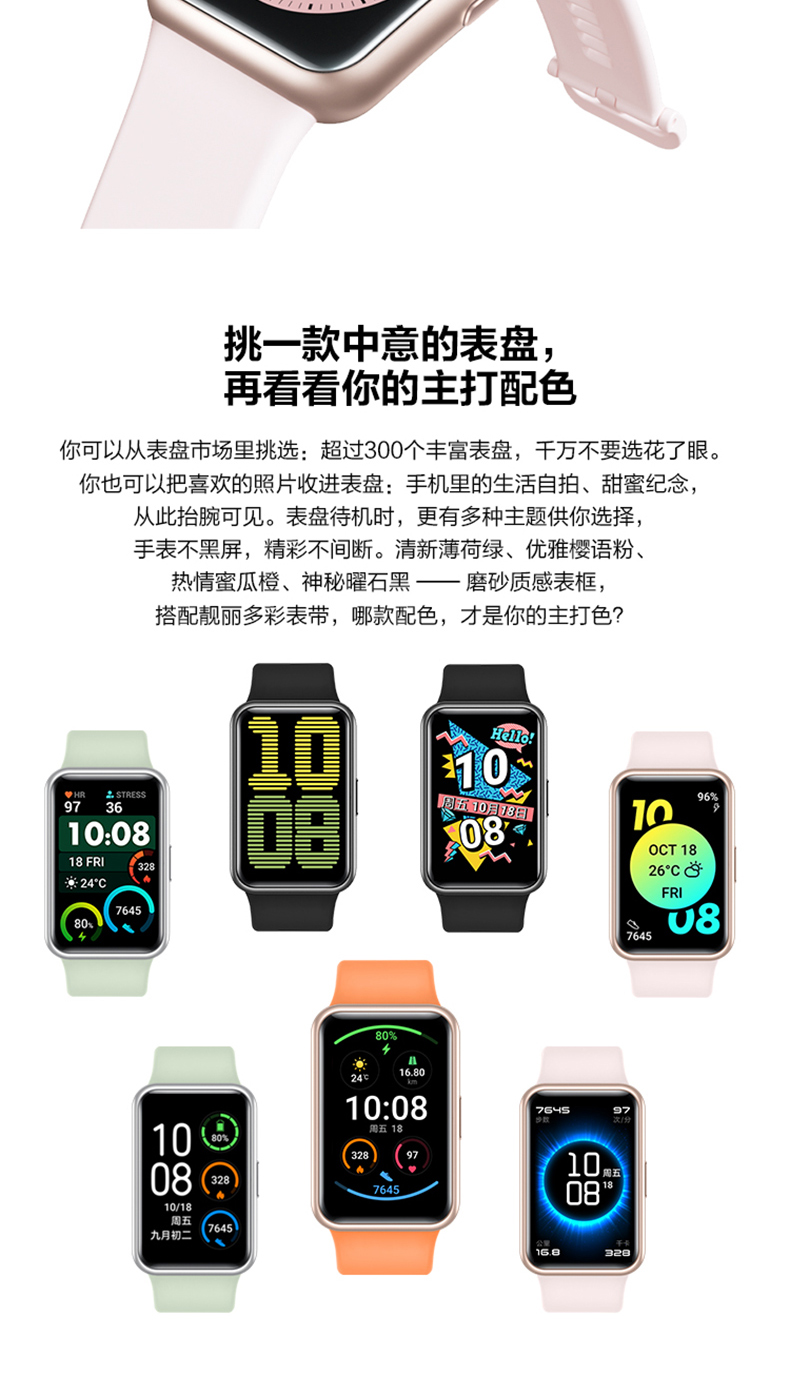 挑一款中意的表盘，
再看看你的主打配色
你可以从表盘市场里挑选：超过300个丰富表盘，千万不要选花了眼。
你也可以把喜欢的照片收进表盘：手机里的生活自拍、甜蜜纪念，
从此抬腕可见。表盘待机时，更有多种主题供你选择，
手表不黑屏，精彩不间断。清新薄荷绿、优雅樱语粉、
热情蜜瓜橙、神秘曜石黑 —— 磨砂质感表框，
搭配靓丽多彩表带，哪款配色，才是你的主打色？
HR STRESS
97 36
10:08
18 FRI
328
24°C
7645
80%
10
08
Hello!
10
周五 10月18日
08
96%
10
OCT 18
26°C
FRI
08
7645
10
08
80%
328
10/18
周五
九月初二
7645
80%
24℃
16.80
km
10:08
周五 18
328
97
7645
7645 97
步数 次/分
10
08
周五
18
公里 千卡
16.8 328